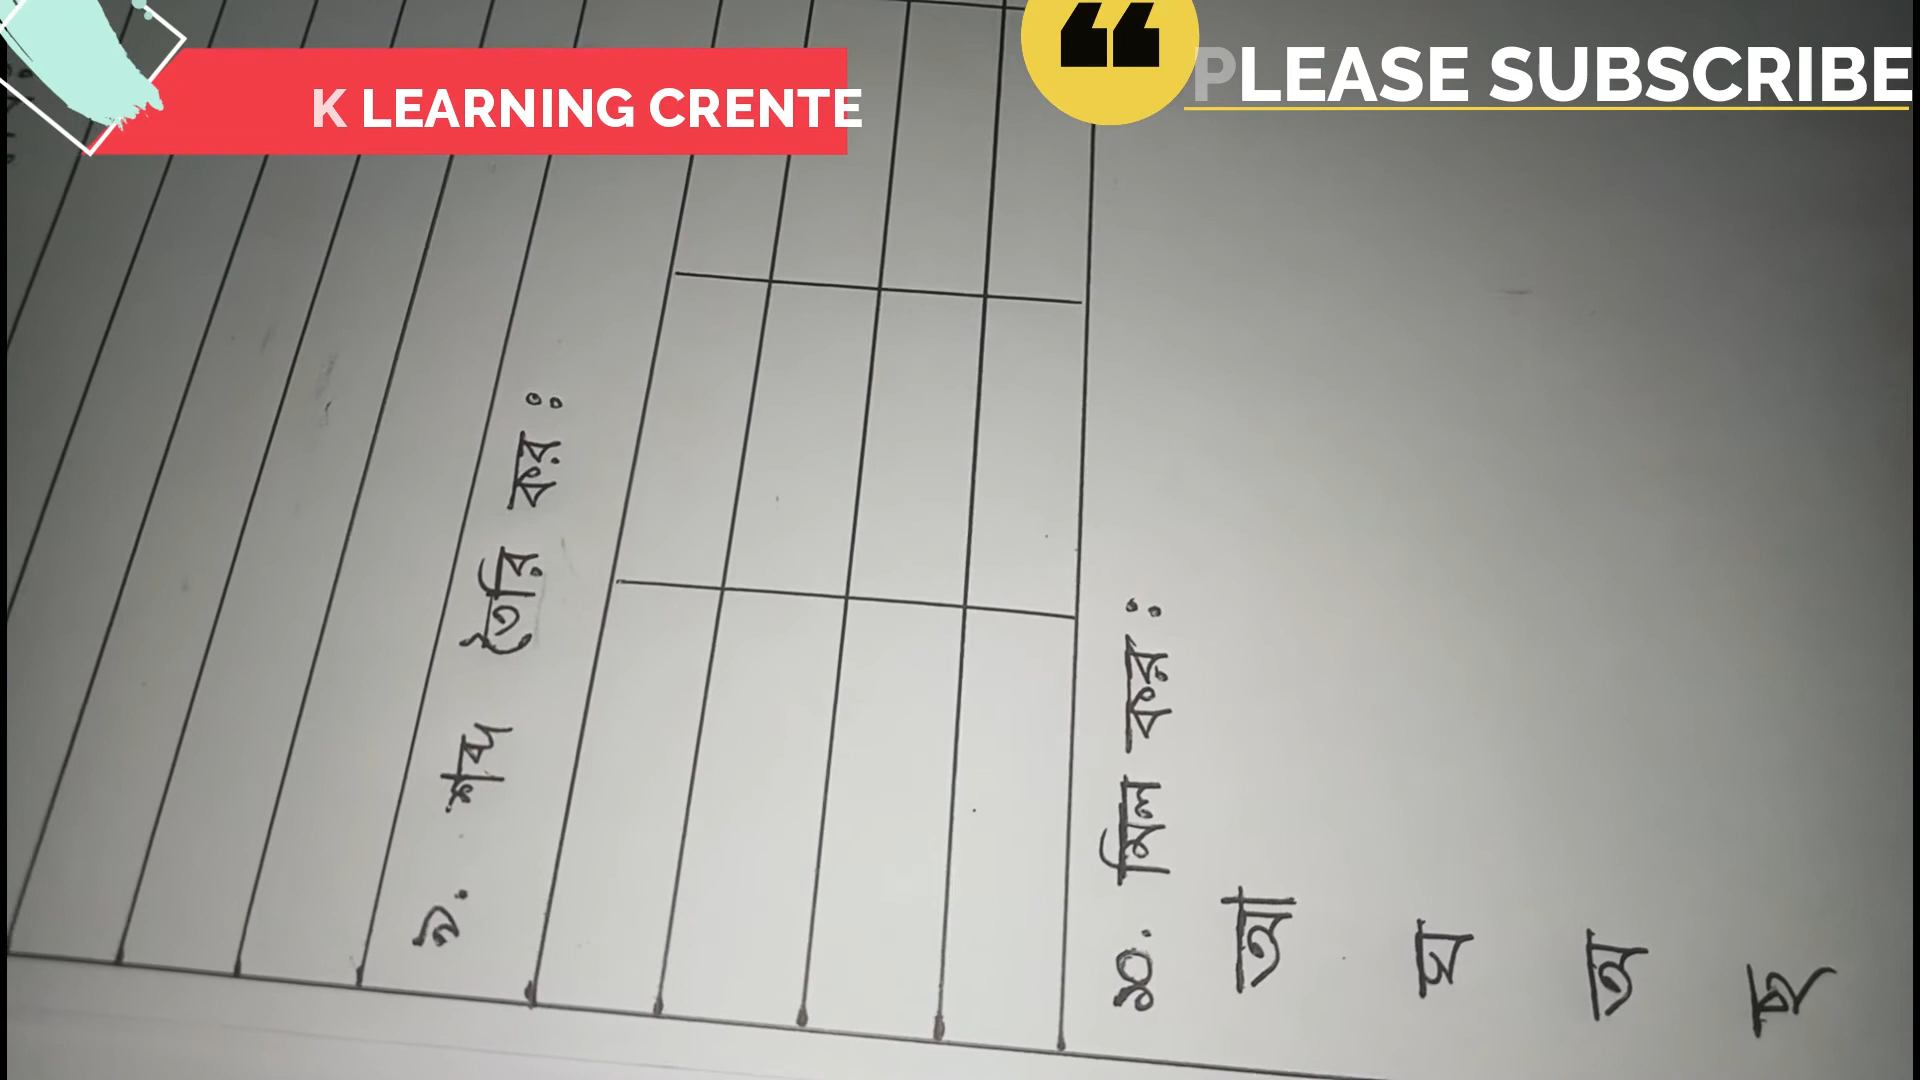 K LEARNING CRENTE
PLEASE SUBSCRIBE
৯. শব্দ তৈরি কর :
১০. মিল কর :
আ
ঘ
অ
হ